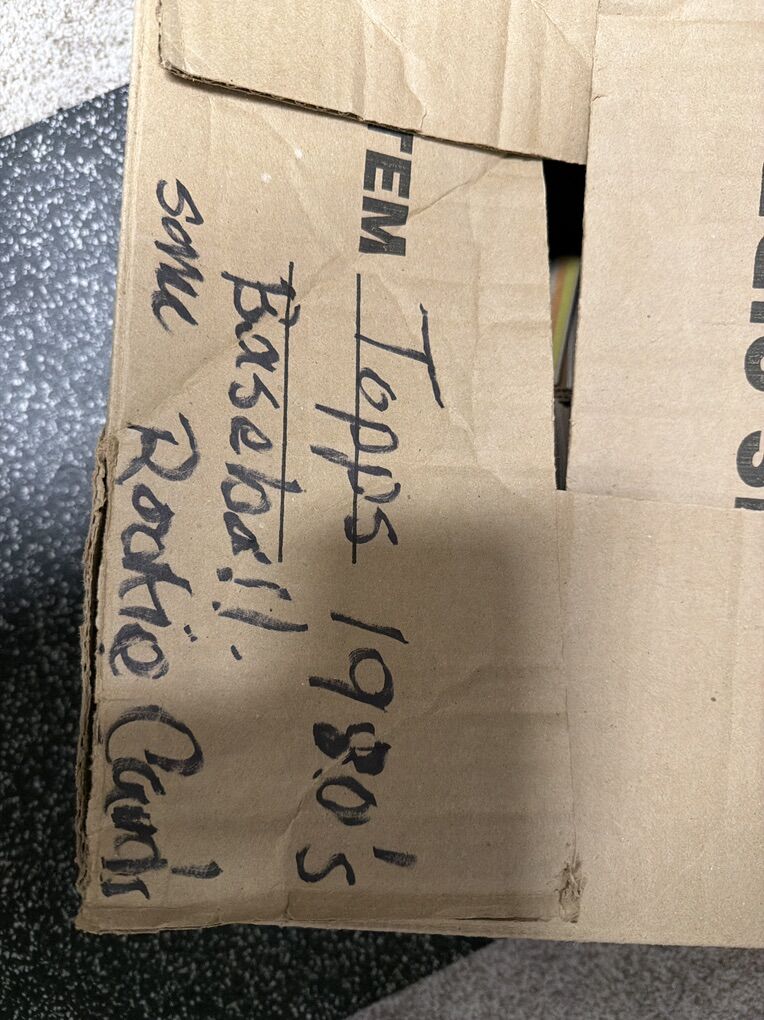 TEM
Topps 1980's
Baseball.
some Rookie Cards